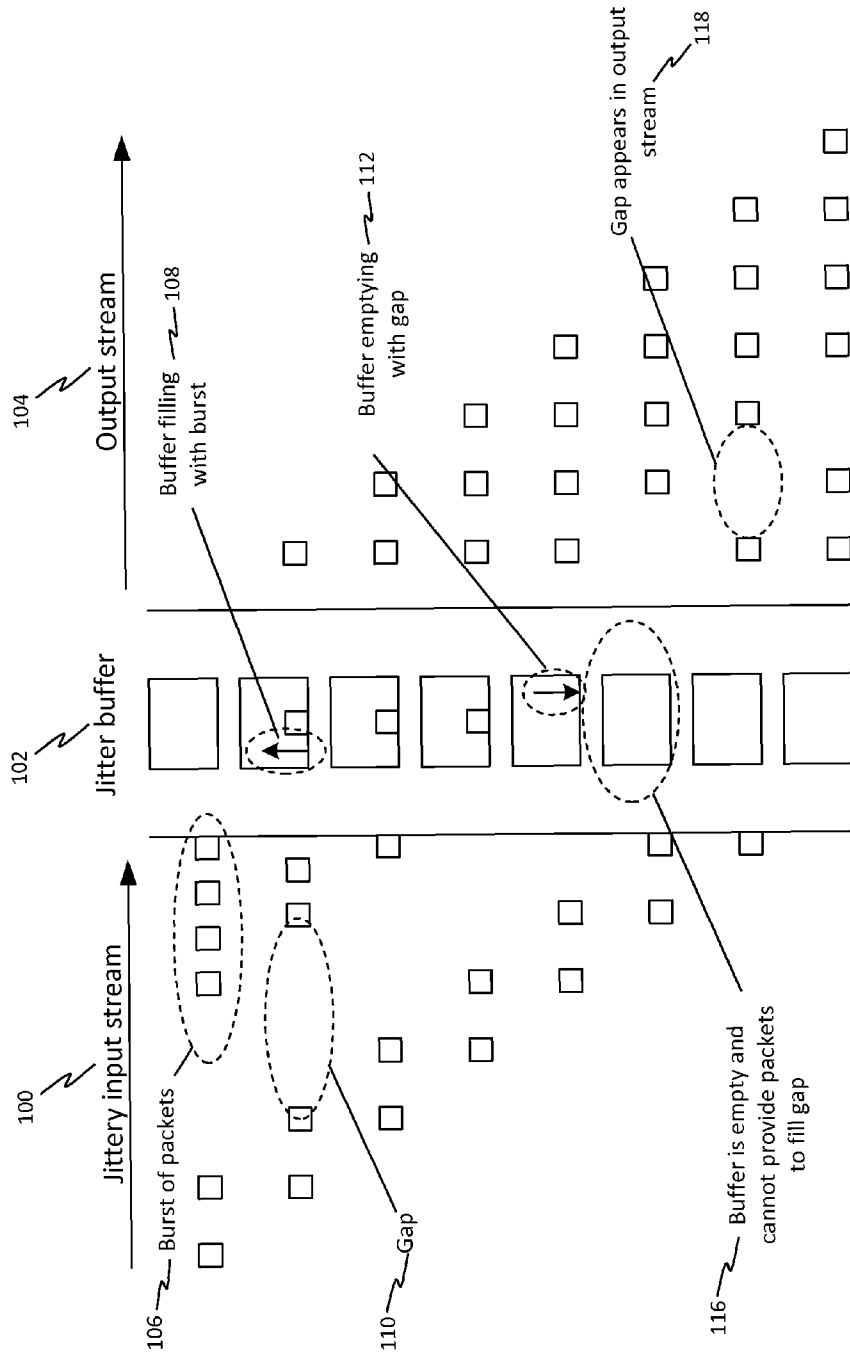 100
Jittery input stream
102
Jitter buffer
104
Output stream
106
Burst of packets
Buffer filling
with burst
108
110
Gap
Buffer emptying
with gap
112
116
Buffer is empty and
cannot provide packets
to fill gap
Gap appears in output
stream
118